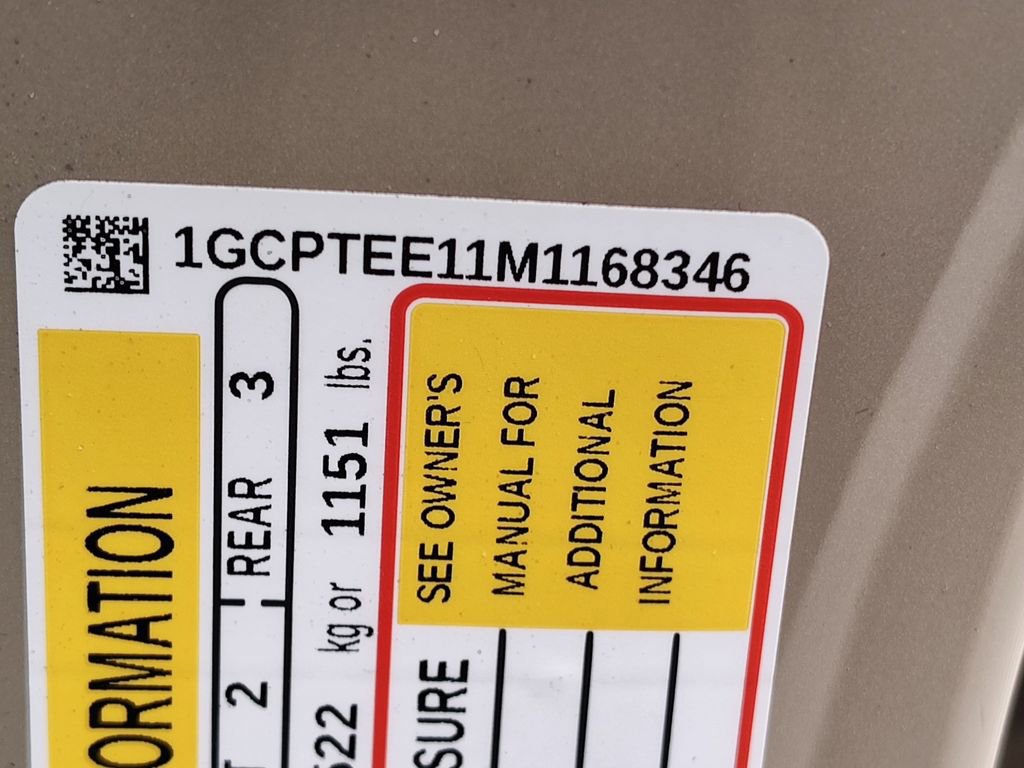 1GCPTEE11M1168346
ORMATION
2 REAR 3
522 kg or 1151 lbs.
SURE
SEE OWNER'S
MANUAL FOR
ADDITIONAL
INFORMATION